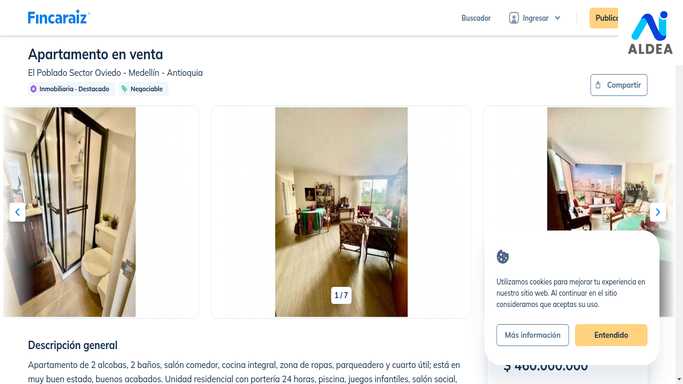 Fincaraiz
Buscador
Ingresar
Public
ALDEA
Apartamento en venta
El Poblado Sector Oviedo - Medellín - Antioquia
Inmobiliaria - Destacado
Negociable
Compartir
1 / 7
Utilizamos cookies para mejorar tu experiencia en
nuestro sitio web. Al continuar en el sitio
consideramos que aceptas su uso.
Más información
Entendido
$ 460.000.000
Descripción general
Apartamento de 2 alcobas, 2 baños, salón comedor, cocina integral, zona de ropas, parqueadero y cuarto útil; está en
muy buen estado, buenos acabados. Unidad residencial con portería 24 horas, piscina, juegos infantiles, salón social,